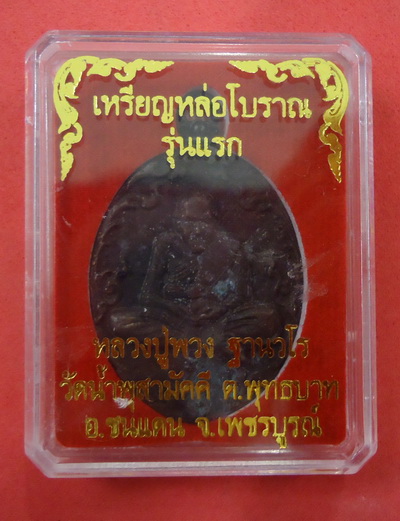 เหรียญหล่อโบราณ
รุ่นแรก
หลวงปู่พวง ฐานวโร
วัดน้ำพุสามัคคี ต.พุทธบาท
อ.ชนแดน จ.เพชรบูรณ์